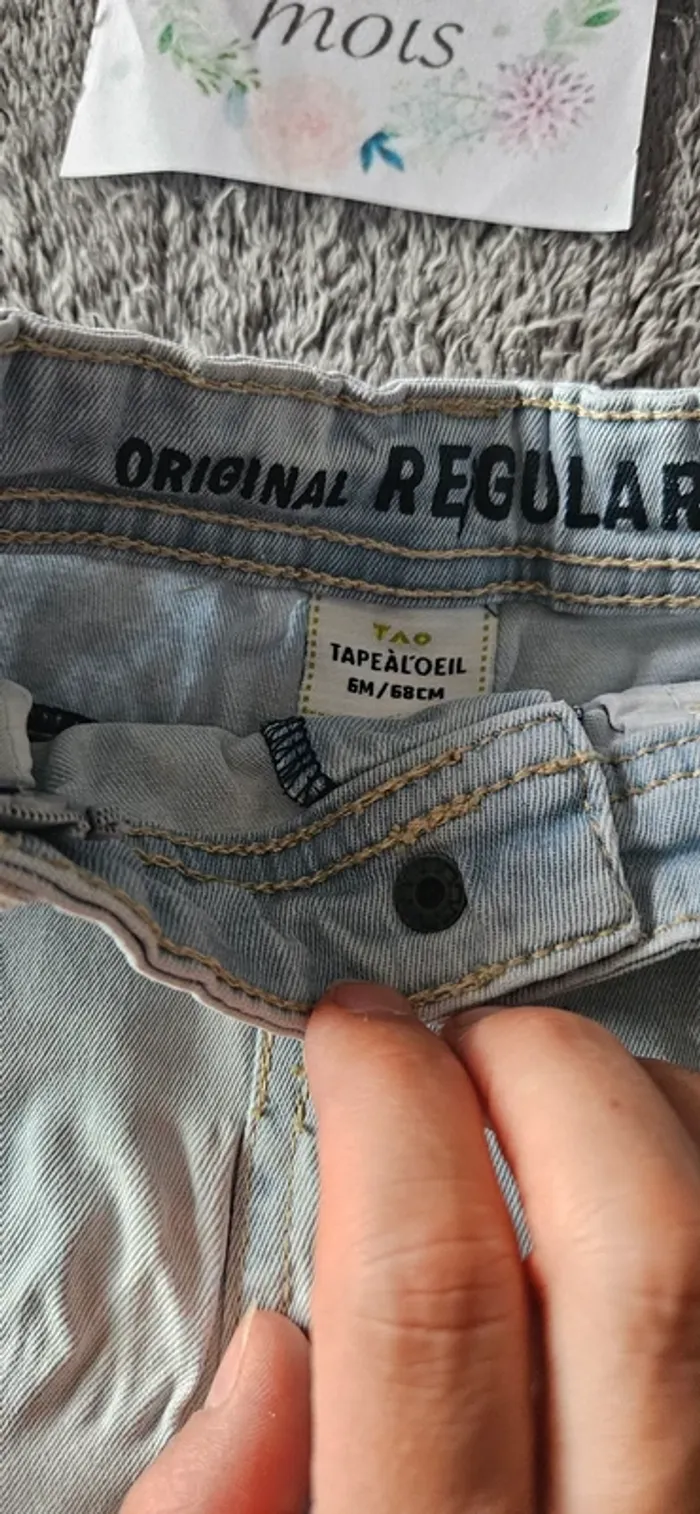 mois
ORIGINAL REGULAR
TAO
TAPEÀL'OEIL
6M/68CM